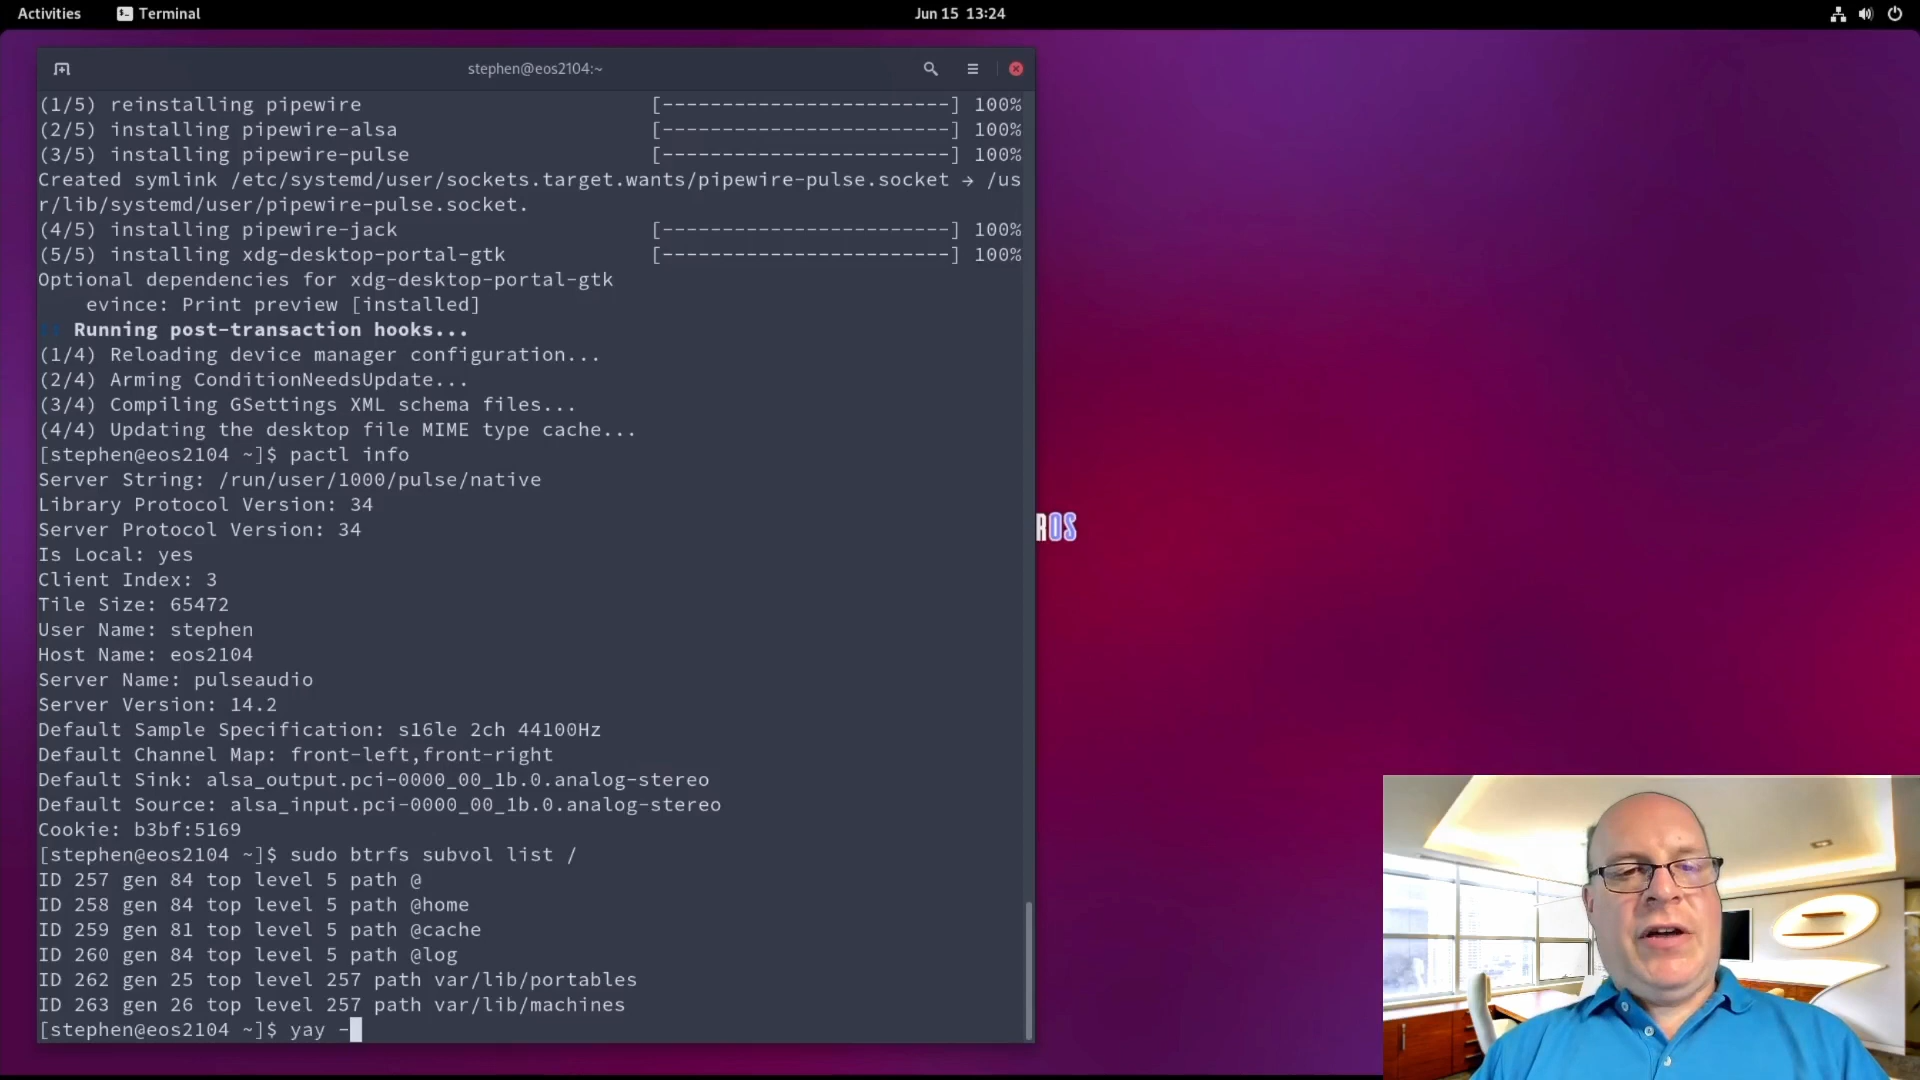 Activities Terminal Jun 15 13:24
stephen@eos2104:~
(1/5) reinstalling pipewire [------------------------] 100%
(2/5) installing pipewire-alsa [------------------------] 100%
(3/5) installing pipewire-pulse [------------------------] 100%
Created symlink /etc/systemd/user/sockets.target.wants/pipewire-pulse.socket → /us
r/lib/systemd/user/pipewire-pulse.socket.
(4/5) installing pipewire-jack [------------------------] 100%
(5/5) installing xdg-desktop-portal-gtk [------------------------] 100%
Optional dependencies for xdg-desktop-portal-gtk
evince: Print preview [installed]
:: Running post-transaction hooks...
(1/4) Reloading device manager configuration...
(2/4) Arming ConditionNeedsUpdate...
(3/4) Compiling GSettings XML schema files...
(4/4) Updating the desktop file MIME type cache...
[stephen@eos2104 ~]$ pactl info
Server String: /run/user/1000/pulse/native
Library Protocol Version: 34
Server Protocol Version: 34
Is Local: yes
Client Index: 3
Tile Size: 65472
User Name: stephen
Host Name: eos2104
Server Name: pulseaudio
Server Version: 14.2
Default Sample Specification: s16le 2ch 44100Hz
Default Channel Map: front-left,front-right
Default Sink: alsa_output.pci-0000_00_1b.0.analog-stereo
Default Source: alsa_input.pci-0000_00_1b.0.analog-stereo
Cookie: b3bf:5169
[stephen@eos2104 ~]$ sudo btrfs subvol list /
ID 257 gen 84 top level 5 path @
ID 258 gen 84 top level 5 path @home
ID 259 gen 81 top level 5 path @cache
ID 260 gen 84 top level 5 path @log
ID 262 gen 25 top level 257 path var/lib/portables
ID 263 gen 26 top level 257 path var/lib/machines
[stephen@eos2104 ~]$ yay -
ROS